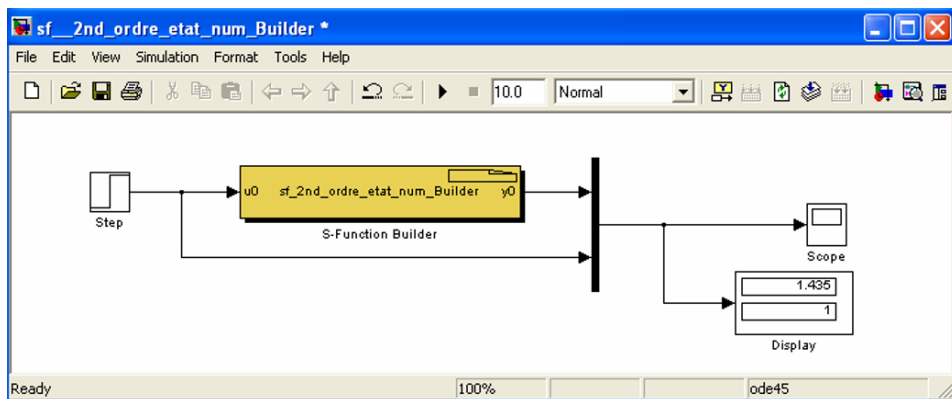 sf__2nd_ordre_etat_num_Builder *
File Edit View Simulation Format Tools Help
10.0 Normal
Step
u0 sf_2nd_ordre_etat_num_Builder y0
S-Function Builder
Scope
1.435
1
Display
Ready 100% ode45